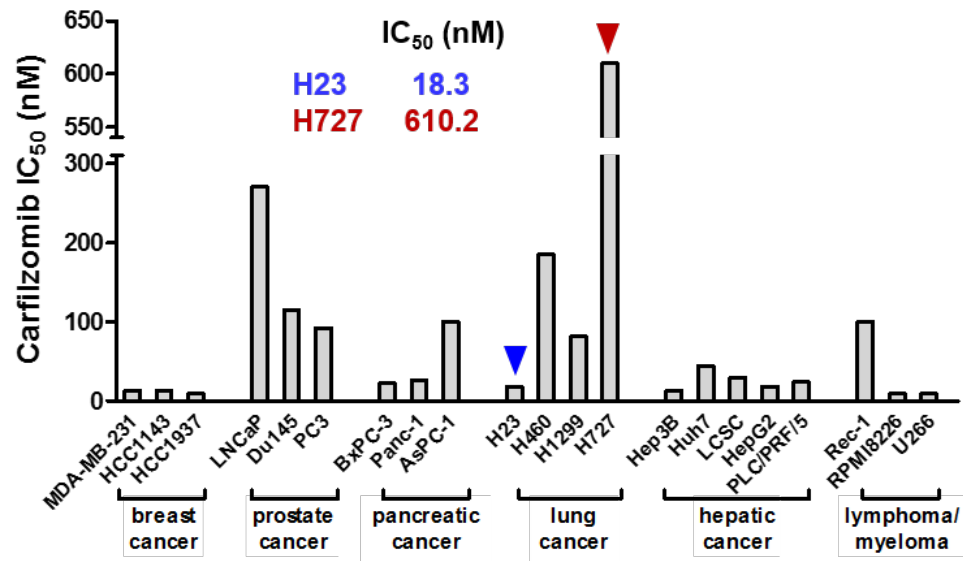 Carfilzomib IC50 (nM)
650
600
550
300
200
100
0
IC50 (nM)
H23 18.3
H727 610.2
MDA-MB-231
HCC1143
HCC1937
LNCaP
Du145
PC3
BxPC-3
Panc-1
AsPC-1
H23
H460
H1299
H727
Hep3B
Huh7
LCSC
HepG2
PLC/PRF/5
Rec-1
RPMI8226
U266
breast
cancer
prostate
cancer
pancreatic
cancer
lung
cancer
hepatic
cancer
lymphoma/
myeloma